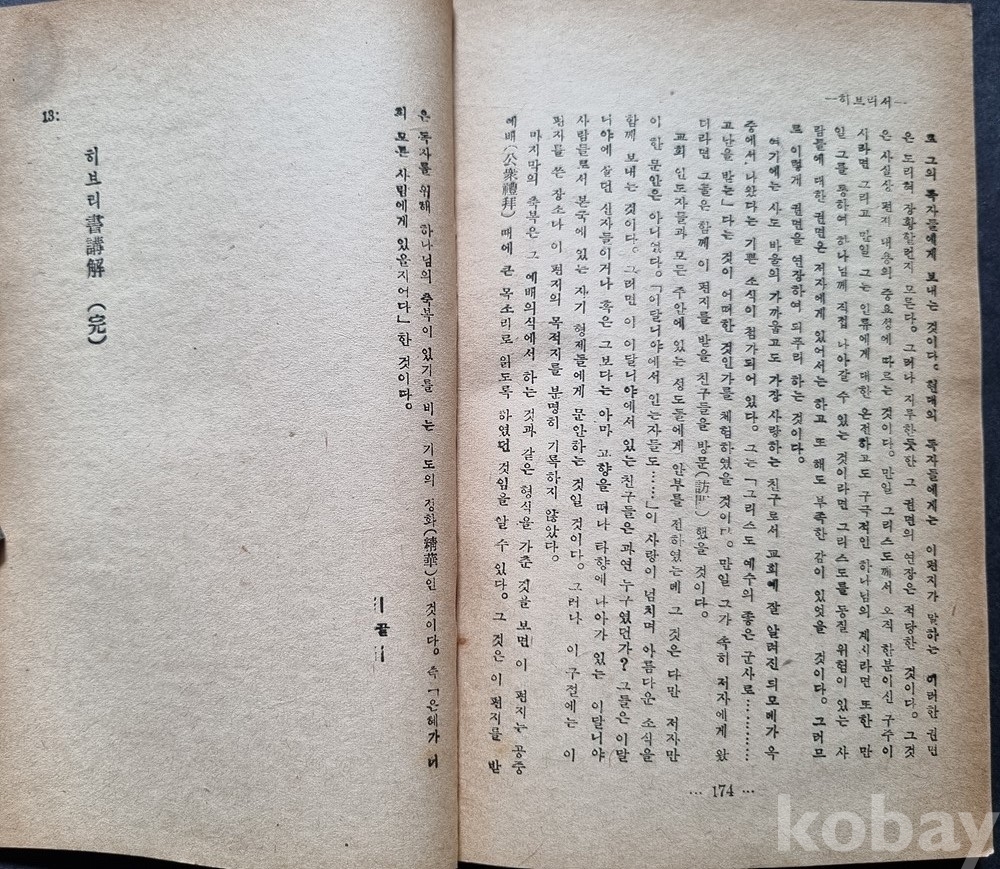 —히브리서—
로 그의 독자들에게 보내는 것이다. 현대의 독자들에게는 이편지가 말하는 여러한 권면
은 도리혀 장황할런지 모른다. 그러나 지루한듯한 그 권면의 연장은 적당한 것이다. 그것
은 사실상 편지 내용의 중요성에 따르는 것이다. 만일 그리스도께서 오직 한분이신 구주이
시라면 그리고 만일 그는 인류에게 대한 온전하고도 구극적인 하나님의 계시라면 또한 만
일 그를 통하여 하나님께 직접 나아갈 수 있는 것이라면 그리스도를 등질 위험이 있는 사
람들에 대한 권면은 저자에게 있어서는 하고 또 해도 부족한 감이 있엇을 것이다. 그러므
로 이렇게 권면을 연장하여 되푸리 하는 것이다.
여기에는 사도 바울의 가까웁고도 가장 사랑하는 친구로서 교회에 잘 알려진 듸모데가 옥
중에서 나왔다는 기쁜 소식이 첨가되어 있다. 그는 「그리스도 예수의 좋은 군사로…………
고난을 받는」다는 것이 어떠한 것인가를 체험하였을 것이다. 만일 그가 속히 저자에게 왔
더라면 그들은 함께 이 편지를 받을 친구들을 방문(訪問) 했을 것이다.
교회 인도자들과 모든 주안에 있는 성도들에게 안부를 전하였는데 그것은 다만 저자만
이 한 문안은 아니였다. 「이달니야에서 인는자들도……」이 사랑이 넘치며 아름다운 소식을
함께 보내는 것이다. 그러면 이 이달니야에서 있는친구들은 과연 누구였던가? 그들은 이달
니야에 살던 신자들이거나 혹은 그보다는 아마 고향을 떠나 타향에 나아가 있는 이달니야
사람들로서 본국에 있는 자기 형제들에게 문안하는 것일 것이다. 그러나 이 구절에는 이
편지를 쓴 장소나 이 편지의 목적지를 분명히 기록하지 않았다.
마지막의 축복은 그 예배의식에서 하는 것과 같은 형식을 가춘 것을 보면 이 편지는 공중
예배(公衆禮拜) 때에 큰 목소리로 읽도록 하였던 것임을 알 수 있다. 그 것은 이 편지를 받
… 174 …
은 독자를 위해 하나님의 축복이 있기를 비는 기도의 정화(精華)인 것이다. 즉 「은혜가 너
희 모든 사람에게 있을지어다」 한 것이다.
끝
히브리書講解 (完)
13:
kobay